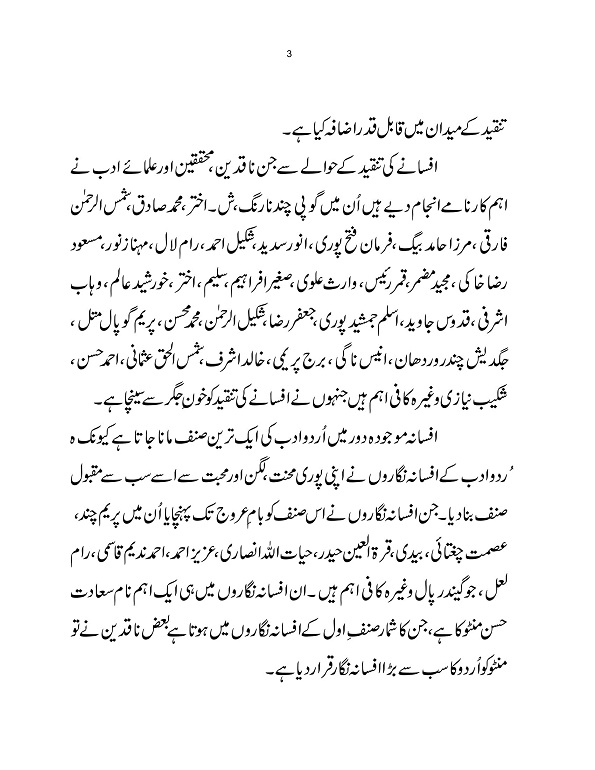 3
تنقید کے میدان میں قابل قدر اضافہ کیا ہے۔
افسانے کی تنقید کے حوالے سے جن ناقدین، محققین اور علمائے ادب نے
اہم کارنامے انجام دیے ہیں اُن میں گوپی چند نارنگ،ش۔اختر،محمد صادق،شمس الرحمٰن
فارقی،مرزا حامد بیگ،فرمان فتح پوری،انور سدید،شکیل احمد،رام لال،مہناز نور،مسعود
رضا خاکی،مجید مضمر،قمر رئیس،وارث علوی،صغیر افراہیم،سلیم،اختر،خورشید عالم،وہاب
اشرفی،قدوس جاوید،اسلم جمشید پوری،جعفر رضا،شکیل الرحمٰن،محمد محسن،پریم گوپال متل،
جگدیش چندر ودھان،انیس ناگی،برج پریمی،خالد اشرف،شمس الحق عثمانی،احمد حسن،
شکیب نیازی وغیرہ کافی اہم ہیں جنہوں نے افسانے کی تنقید کو خونِ جگر سے سینچا ہے۔
افسانہ موجودہ دور میں اُردو ادب کی ایک ترین صنف مانا جاتا ہے کیونک ہ
ُردو ادب کے افسانہ نگاروں نے اپنی پوری محنت،لگن اور محبت سے اسے سب سے مقبول
صنف بنا دیا۔جن افسانہ نگاروں نے اس صنف کو بامِ عروج تک پہنچایا اُن میں پریم چند،
عصمت چغتائی،بیدی،قرۃ العین حیدر،حیات اللہ انصاری،عزیز احمد،احمد ندیم قاسمی،رام
لعل،جوگیندر پال وغیرہ کافی اہم ہیں۔ان افسانہ نگاروں میں ہی ایک اہم نام سعادت
حسن منٹو کا ہے،جن کا شمار صنفِ اول کے افسانہ نگاروں میں ہوتا ہے بعض ناقدین نے تو
منٹو کو اُردو کا سب سے بڑا افسانہ نگار قرار دیا ہے۔